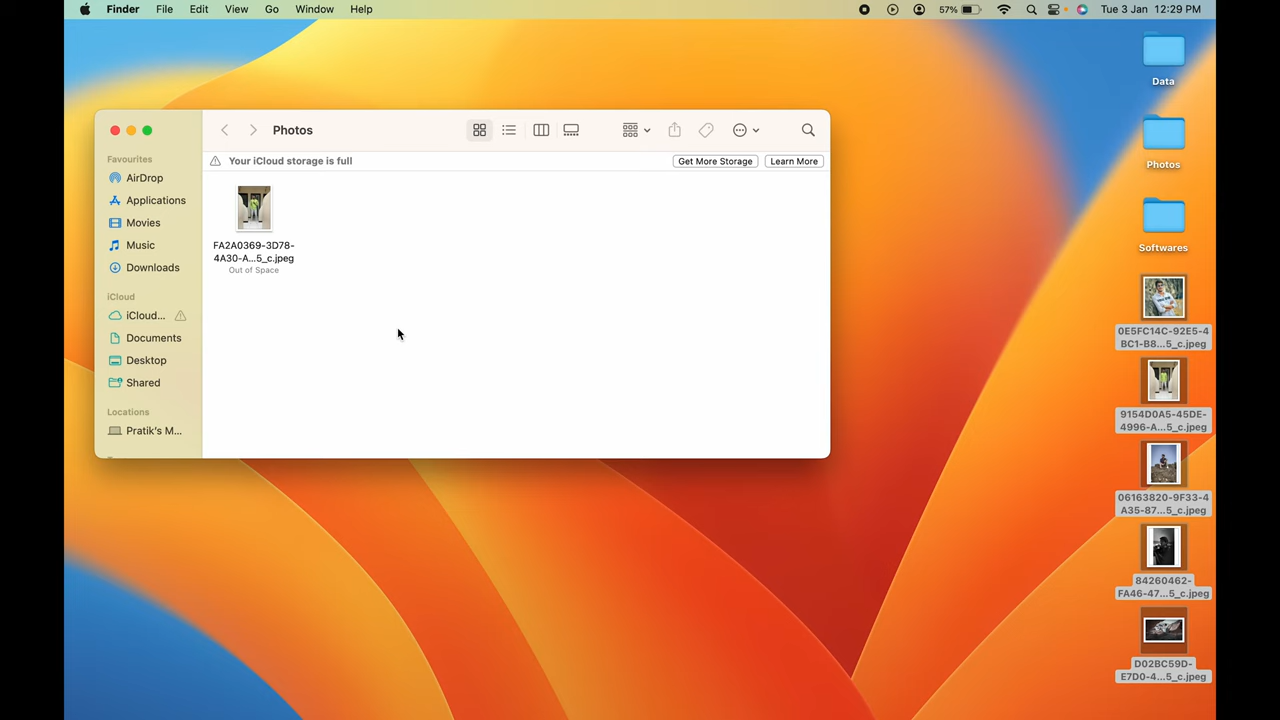 Finder File Edit View Go Window Help 57% Tue 3 Jan 12:29 PM
Photos
Your iCloud storage is full Get More Storage Learn More
Favourites
AirDrop
Applications
Movies
Music
Downloads
iCloud
iCloud...
Documents
Desktop
Shared
Locations
Pratik's M...
FA2A0369-3D78-
4A30-A...5_c.jpeg
Out of Space
Data
Photos
Softwares
0E5FC14C-92E5-4
BC1-B8...5_c.jpeg
9154D0A5-45DE-
4996-A...5_c.jpeg
06163820-9F33-4
A35-87...5_c.jpeg
84260462-
FA46-47...5_c.jpeg
D02BC59D-
E7D0-4...5_c.jpeg